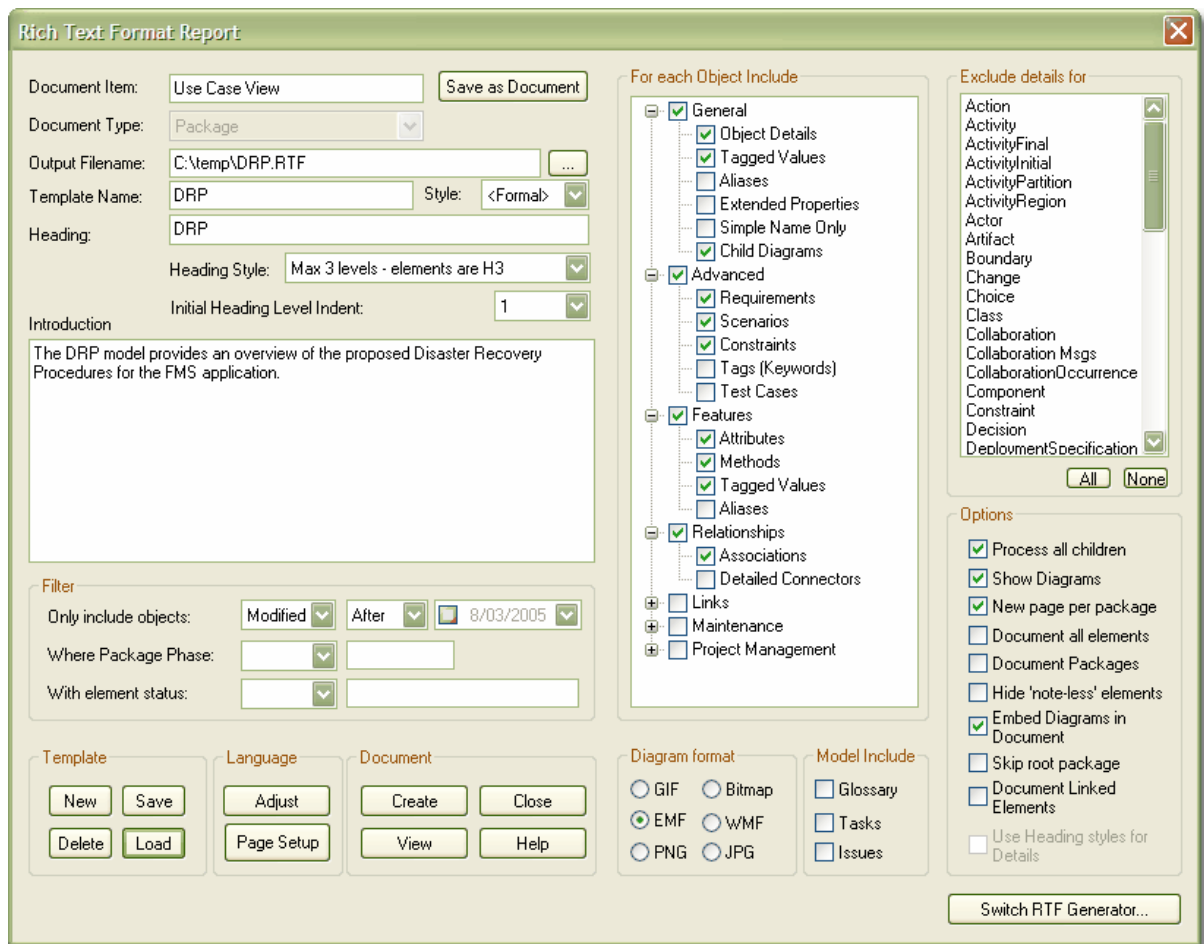 Rich Text Format Report
Document Item: Use Case View Save as Document
Document Type: Package
Output Filename: C:\temp\DRP.RTF ...
Template Name: DRP Style: <Formal>
Heading: DRP
Heading Style: Max 3 levels - elements are H3
Initial Heading Level Indent: 1
Introduction
The DRP model provides an overview of the proposed Disaster Recovery
Procedures for the FMS application.
Filter
Only include objects: Modified After 8/03/2005
Where Package Phase:
With element status:
Template
New Save
Delete Load
Language
Adjust
Page Setup
Document
Create Close
View Help
For each Object Include
General
Object Details
Tagged Values
Aliases
Extended Properties
Simple Name Only
Child Diagrams
Advanced
Requirements
Scenarios
Constraints
Tags (Keywords)
Test Cases
Features
Attributes
Methods
Tagged Values
Aliases
Relationships
Associations
Detailed Connectors
Links
Maintenance
Project Management
Diagram format
GIF Bitmap
EMF WMF
PNG JPG
Model Include
Glossary
Tasks
Issues
Exclude details for
Action
Activity
ActivityFinal
ActivityInitial
ActivityPartition
ActivityRegion
Actor
Artifact
Boundary
Change
Choice
Class
Collaboration
Collaboration Msgs
CollaborationOccurrence
Component
Constraint
Decision
DeploymentSpecification
All None
Options
Process all children
Show Diagrams
New page per package
Document all elements
Document Packages
Hide 'note-less' elements
Embed Diagrams in
Document
Skip root package
Document Linked
Elements
Use Heading styles for
Details
Switch RTF Generator...